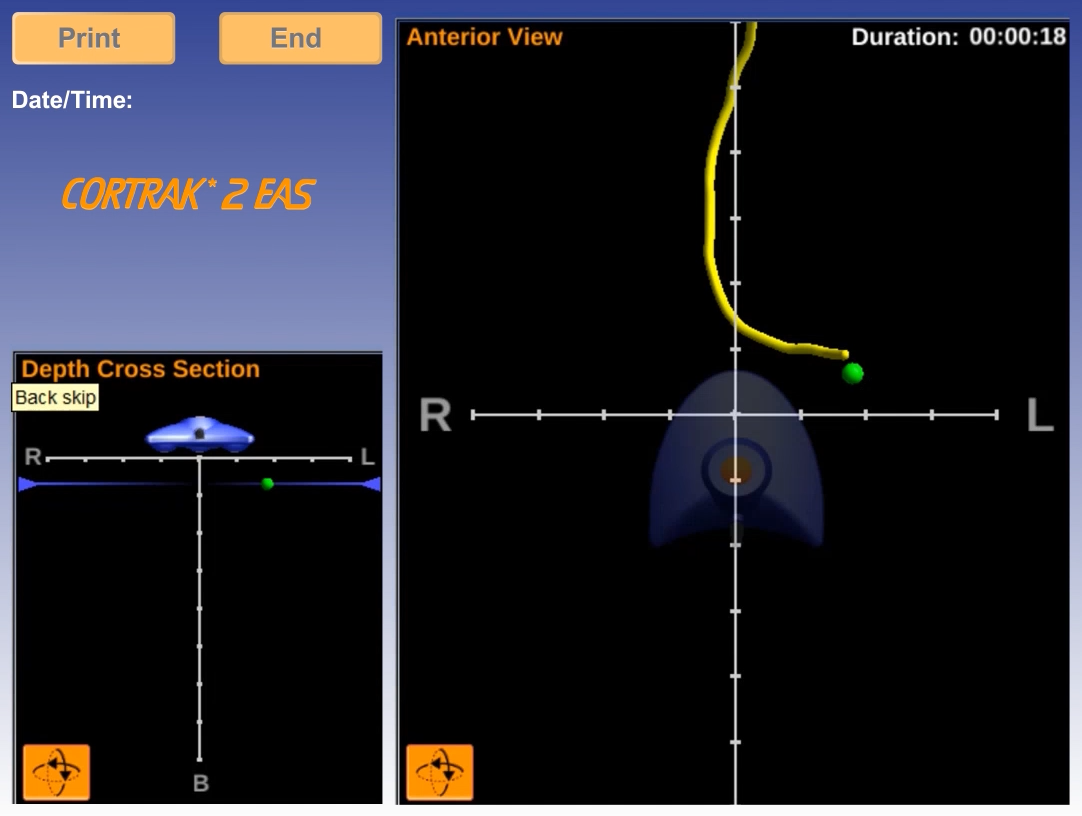 Print
End
Date/Time:
CORTRAK* 2 EAS
Depth Cross Section
Back skip
R
L
B
Anterior View
Duration: 00:00:18
R
L